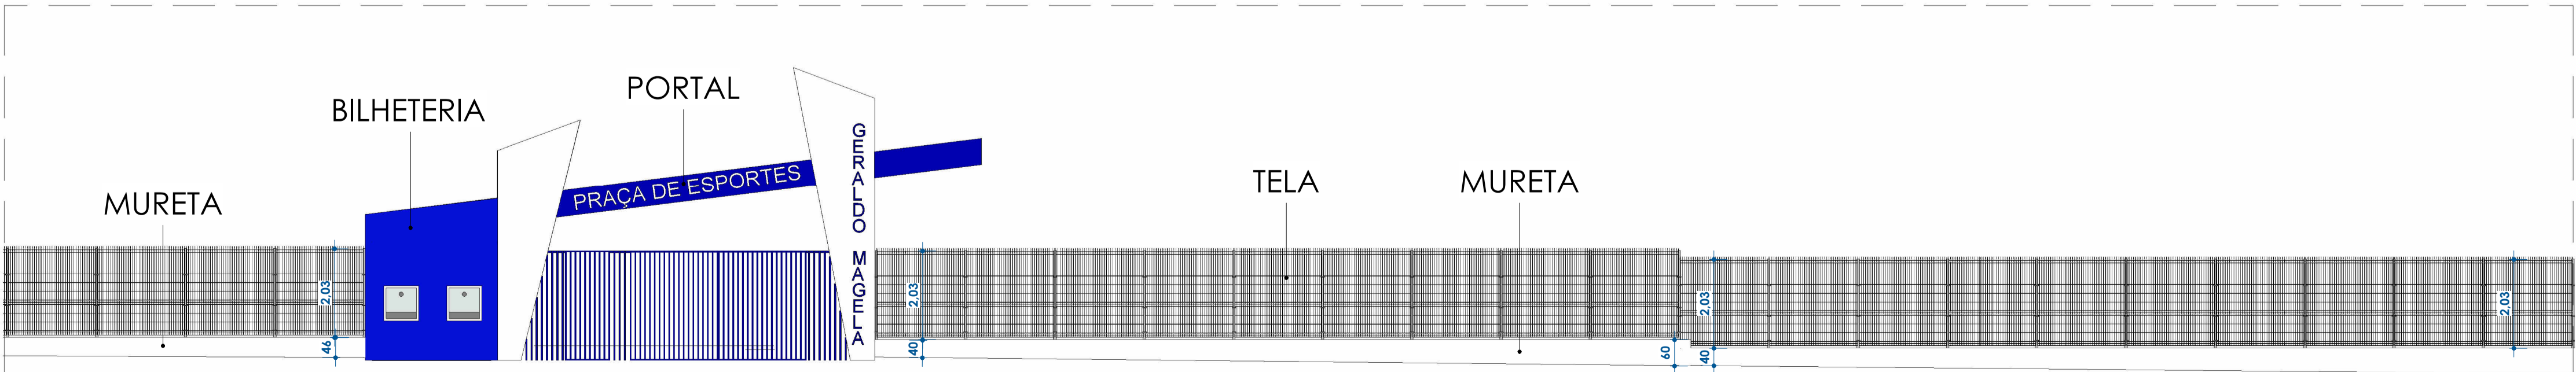 PORTAL
BILHETERIA
MURETA
PRAÇA DE ESPORTES
GERALDO MAGELA
TELA
MURETA
2,03
46
2,03
40
60
2,03
40
2,03